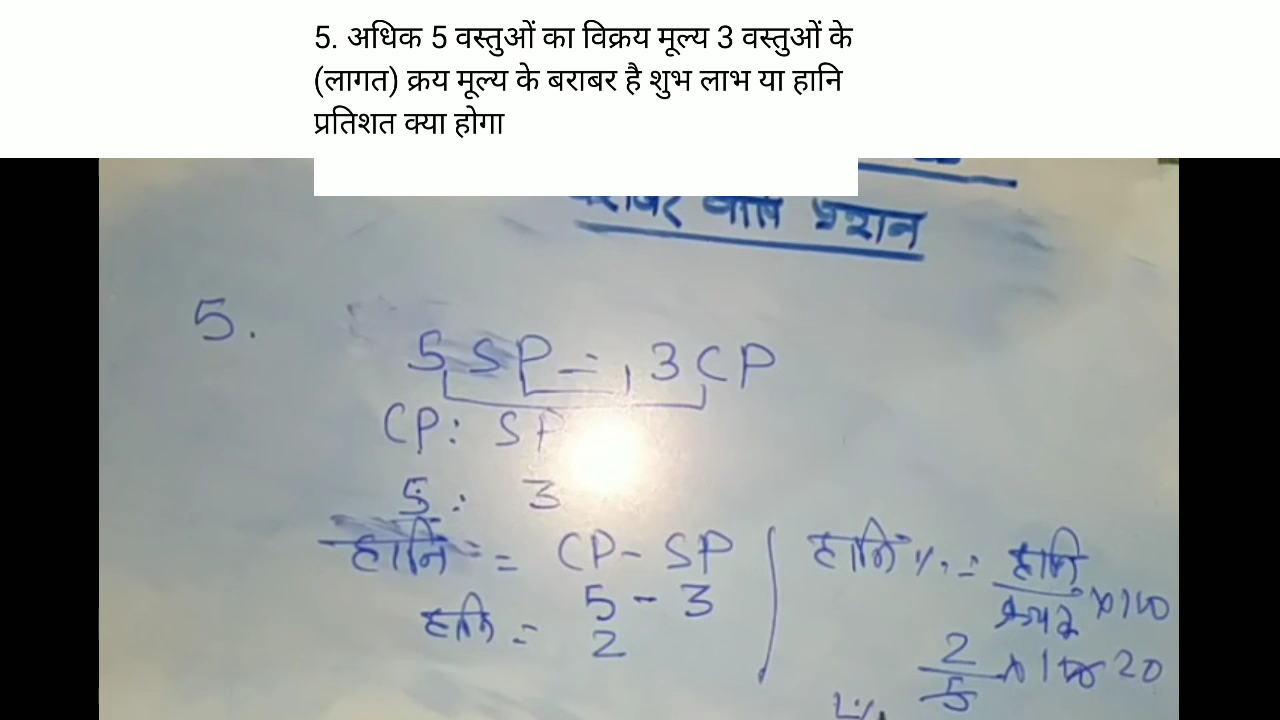 5. अधिक 5 वस्तुओं का विक्रय मूल्य 3 वस्तुओं के
(लागत) क्रय मूल्य के बराबर है शुभ लाभ या हानि
प्रतिशत क्या होगा
प्रशन
5.
5 SP = 3 CP
CP : SP
5 : 3
हानि = CP - SP
5 - 3
हानि = 2
हानि % = हानि
× 100
2
× 100 20
5